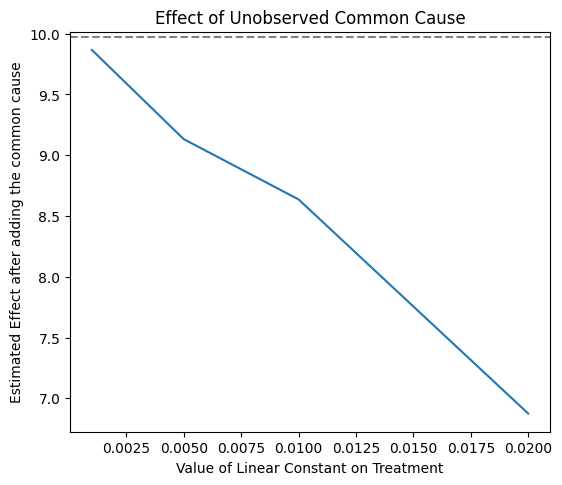 Effect of Unobserved Common Cause
Estimated Effect after adding the common cause
10.0
9.5
9.0
8.5
8.0
7.5
7.0
0.0025 0.0050 0.0075 0.0100 0.0125 0.0150 0.0175 0.0200
Value of Linear Constant on Treatment